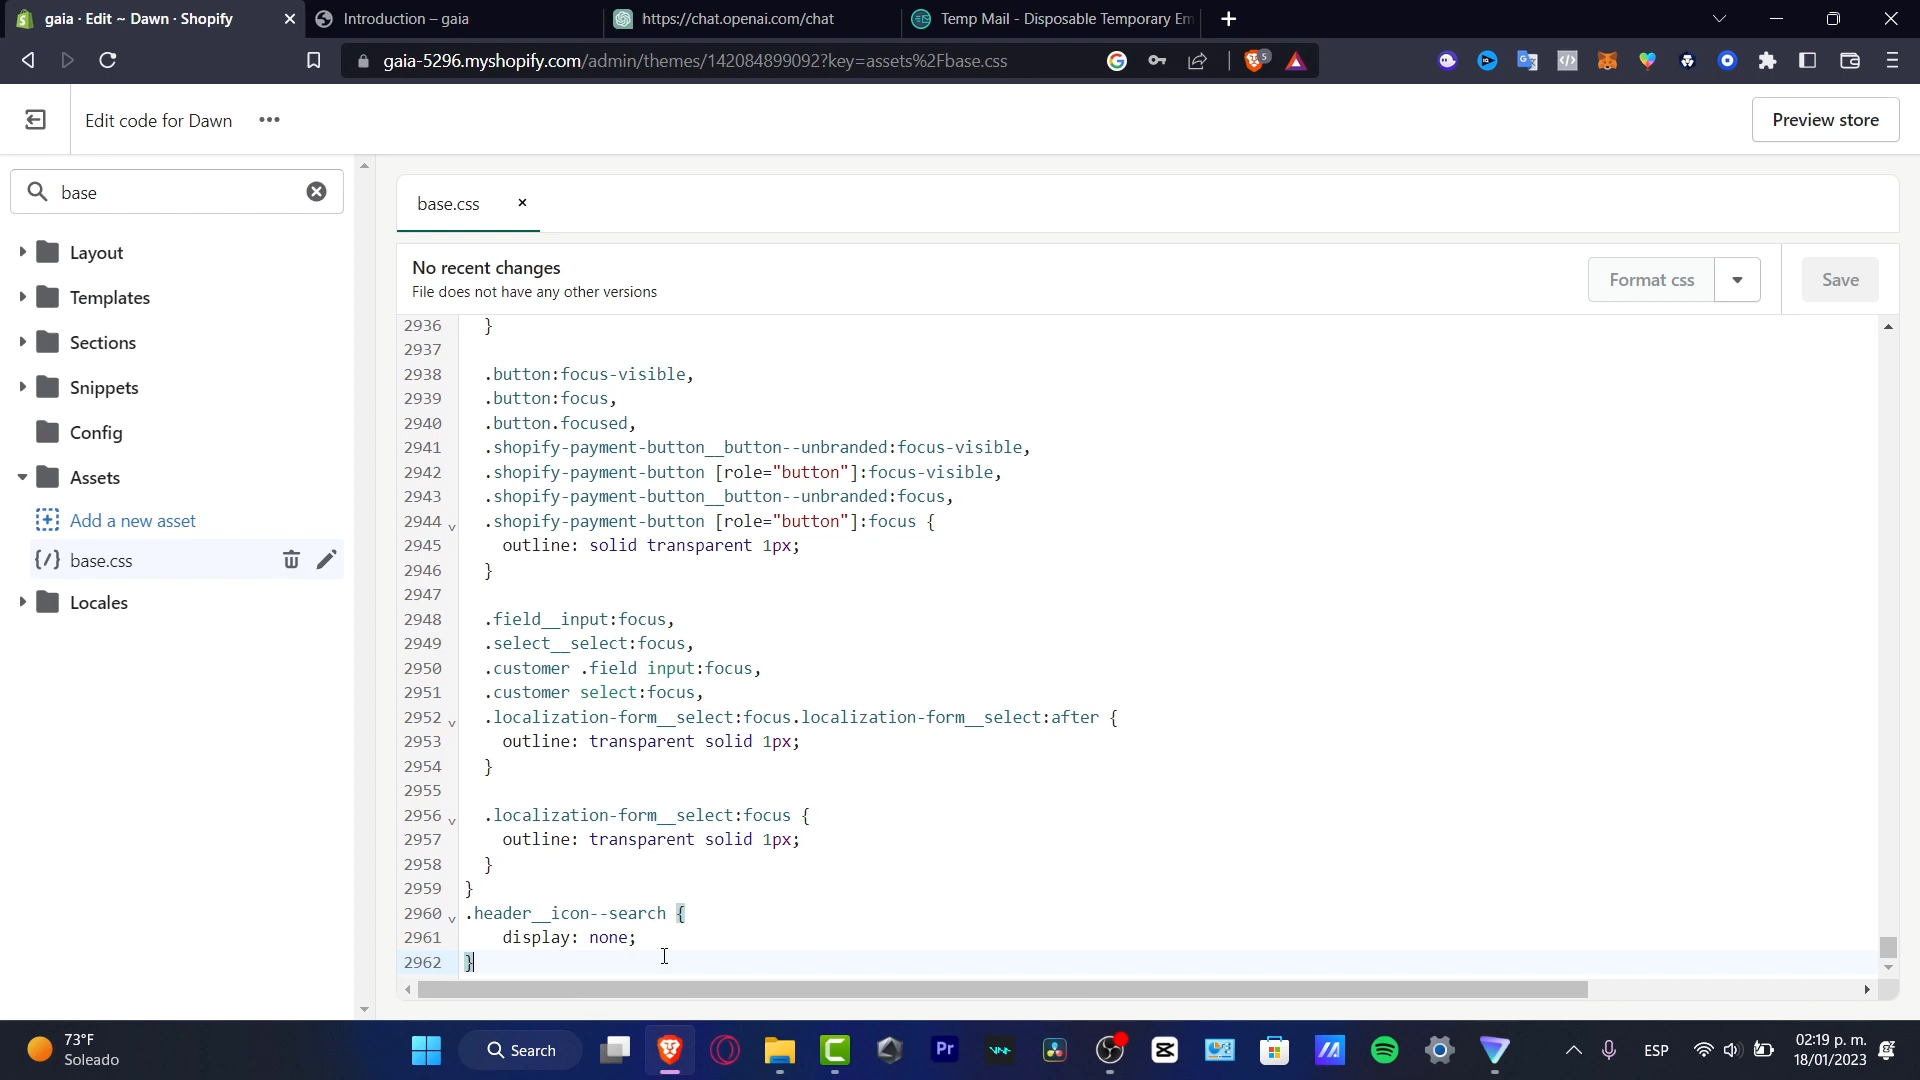 gaia · Edit ~ Dawn · Shopify
Introduction – gaia
https://chat.openai.com/chat
Temp Mail - Disposable Temporary Em
gaia-5296.myshopify.com/admin/themes/142084899092?key=assets%2Fbase.css
5
Edit code for Dawn
Preview store
base
Layout
Templates
Sections
Snippets
Config
Assets
Add a new asset
{/} base.css
Locales
base.css
No recent changes
File does not have any other versions
Format css
Save
2936 }
2937
2938 .button:focus-visible,
2939 .button:focus,
2940 .button.focused,
2941 .shopify-payment-button__button--unbranded:focus-visible,
2942 .shopify-payment-button [role="button"]:focus-visible,
2943 .shopify-payment-button__button--unbranded:focus,
2944 .shopify-payment-button [role="button"]:focus {
2945 outline: solid transparent 1px;
2946 }
2947
2948 .field__input:focus,
2949 .select__select:focus,
2950 .customer .field input:focus,
2951 .customer select:focus,
2952 .localization-form__select:focus.localization-form__select:after {
2953 outline: transparent solid 1px;
2954 }
2955
2956 .localization-form__select:focus {
2957 outline: transparent solid 1px;
2958 }
2959 }
2960 .header__icon--search {
2961 display: none;
2962 }
73°F
Soleado
Search
Pr
ESP
02:19 p. m.
18/01/2023